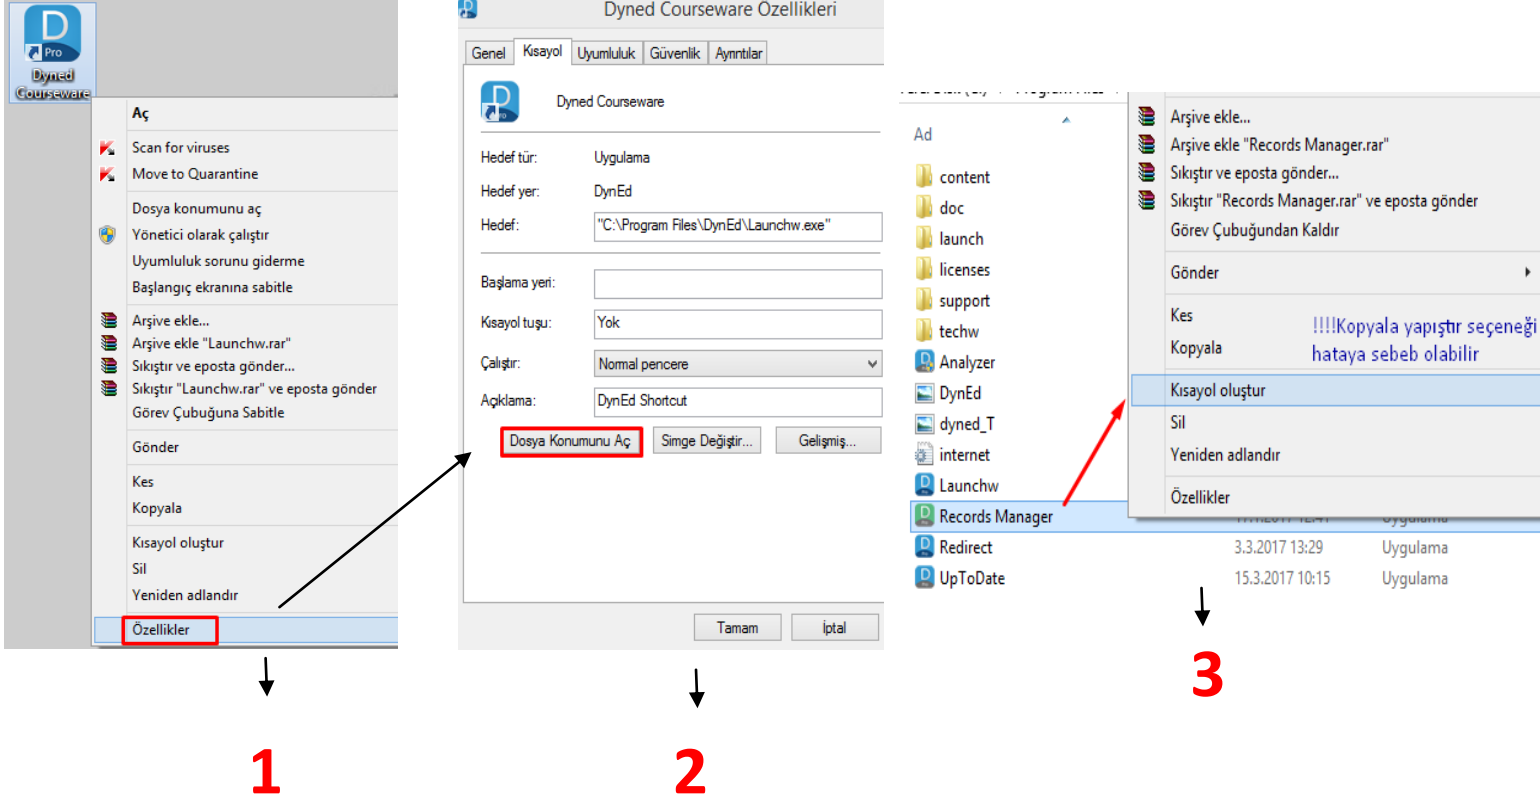 D
Pro
Dyned
Courseware
Aç
Scan for viruses
Move to Quarantine
Dosya konumunu aç
Yönetici olarak çalıştır
Uyumluluk sorunu giderme
Başlangıç ekranına sabitle
Arşive ekle...
Arşive ekle "Launchw.rar"
Sıkıştır ve eposta gönder...
Sıkıştır "Launchw.rar" ve eposta gönder
Görev Çubuğuna Sabitle
Gönder
Kes
Kopyala
Kısayol oluştur
Sil
Yeniden adlandır
Özellikler
1
Dyned Courseware Özellikleri
Genel Kısayol Uyumluluk Güvenlik Ayrıntılar
Dyned Courseware
Hedef tür: Uygulama
Hedef yer: DynEd
Hedef: "C:\Program Files\DynEd\Launchw.exe"
Başlama yeri:
Kısayol tuşu: Yok
Çalıştır: Normal pencere
Açıklama: DynEd Shortcut
Dosya Konumunu Aç Simge Değiştir... Gelişmiş...
Tamam İptal
2
Ad
content
doc
launch
licenses
support
techw
Analyzer
DynEd
dyned_T
internet
Launchw
Records Manager
Redirect 3.3.2017 13:29 Uygulama
UpToDate 15.3.2017 10:15 Uygulama
Arşive ekle...
Arşive ekle "Records Manager.rar"
Sıkıştır ve eposta gönder...
Sıkıştır "Records Manager.rar" ve eposta gönder
Görev Çubuğundan Kaldır
Gönder
Kes
Kopyala
!!!!Kopyala yapıştır seçeneği
hataya sebeb olabilir
Kısayol oluştur
Sil
Yeniden adlandır
Özellikler
3